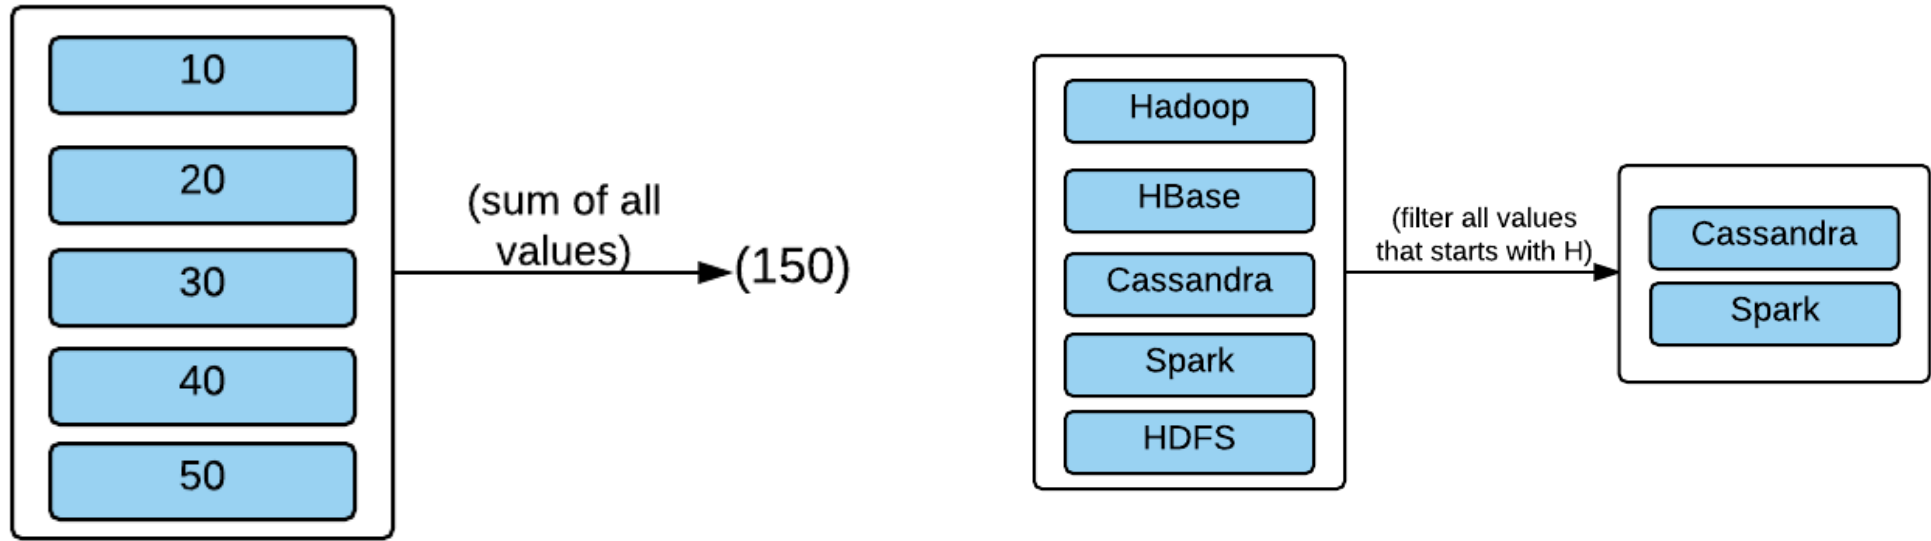 10
20
30
40
50
(sum of all
values)
(150)
Hadoop
HBase
Cassandra
Spark
HDFS
(filter all values
that starts with H)
Cassandra
Spark